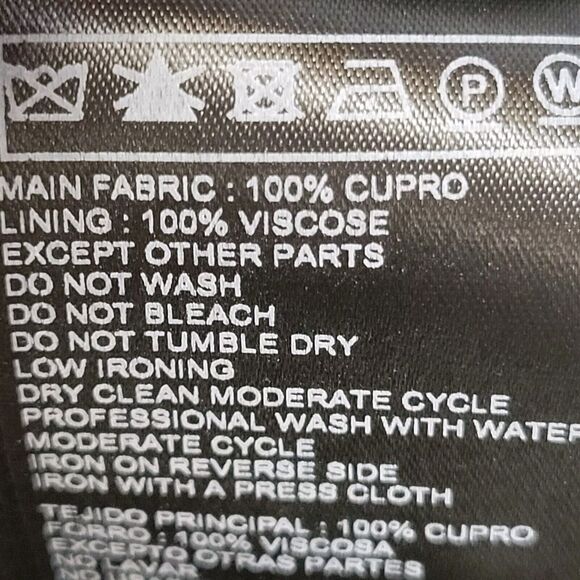 P W
MAIN FABRIC : 100% CUPRO
LINING : 100% VISCOSE
EXCEPT OTHER PARTS
DO NOT WASH
DO NOT BLEACH
DO NOT TUMBLE DRY
LOW IRONING
DRY CLEAN MODERATE CYCLE
PROFESSIONAL WASH WITH WATER
MODERATE CYCLE
IRON ON REVERSE SIDE
IRON WITH A PRESS CLOTH
TEJIDO PRINCIPAL : 100% CUPRO
FORRO : 100% VISCOSA
EXCEPTO OTRAS PARTES
NO LAVAR